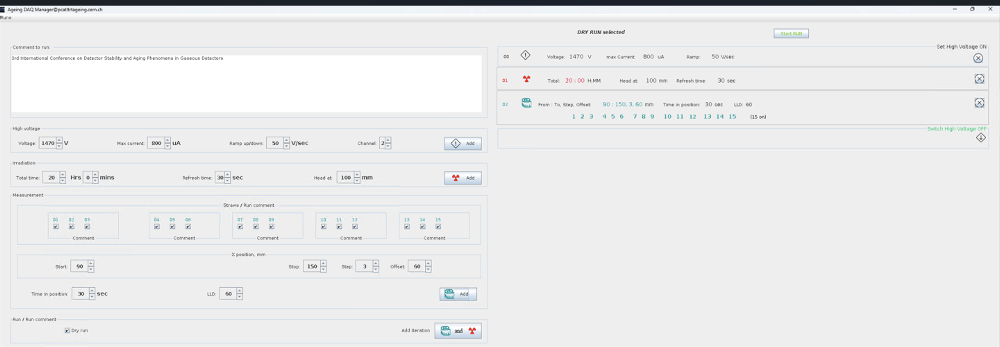 Ageing DAQ Manager@pcatltrtageing.cern.ch
Runs
DRY RUN selected
Start RUN
Comment to run:
3rd International Conference on Detector Stability and Aging Phenomena in Gaseous Detectors
High voltage
Voltage: 1470 V Max current: 800 uA Ramp up/down: 50 V/sec Channel: 2 Add
Irradiation
Total time: 20 Hrs 0 mins Refresh time: 30 sec Head at: 100 mm Add
Measurement
Straws / Run comment
01 02 03 04 05 06 07 08 09 10 11 12 13 14 15
Comment Comment Comment Comment Comment
X position, mm
Start: 90 Stop: 150 Step: 3 Offset: 60
Time in position: 30 sec LLD: 60 Add
Run / Run comment
Dry run Add iteration and
Set High Voltage ON
00 Voltage: 1470 V max Current: 800 uA Ramp: 50 V/sec
01 Total: 20 : 00 H:MM Head at: 100 mm Refresh time: 30 sec
02 From : To, Step, Offset: 90 : 150, 3, 60 mm Time in position: 30 sec LLD: 60
1 2 3 4 5 6 7 8 9 10 11 12 13 14 15 (15 on)
Switch High Voltage OFF